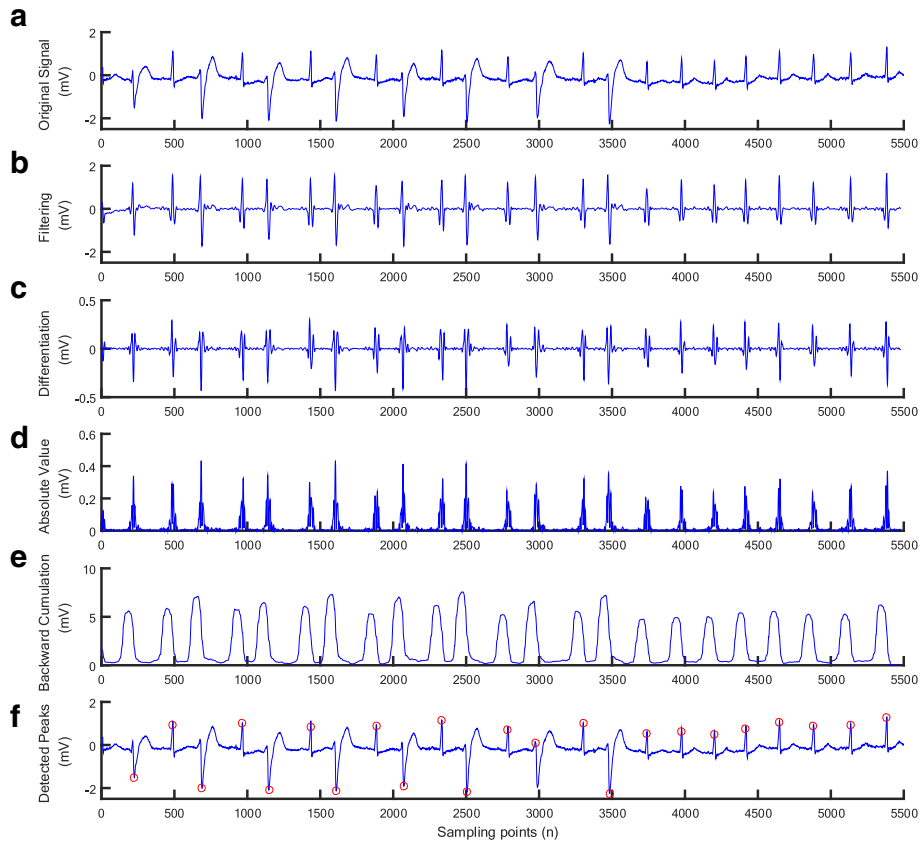 a
Original Signal
(mV)
2
0
-2
0 500 1000 1500 2000 2500 3000 3500 4000 4500 5000 5500
b
Filtering
(mV)
2
0
-2
0 500 1000 1500 2000 2500 3000 3500 4000 4500 5000 5500
c
Differentiation
(mV)
0.5
0
-0.5
0 500 1000 1500 2000 2500 3000 3500 4000 4500 5000 5500
d
Absolute Value
(mV)
0.6
0.4
0.2
0
0 500 1000 1500 2000 2500 3000 3500 4000 4500 5000 5500
e
Backward Cumulation
(mV)
10
5
0
0 500 1000 1500 2000 2500 3000 3500 4000 4500 5000 5500
f
Detected Peaks
(mV)
2
0
-2
0 500 1000 1500 2000 2500 3000 3500 4000 4500 5000 5500
Sampling points (n)